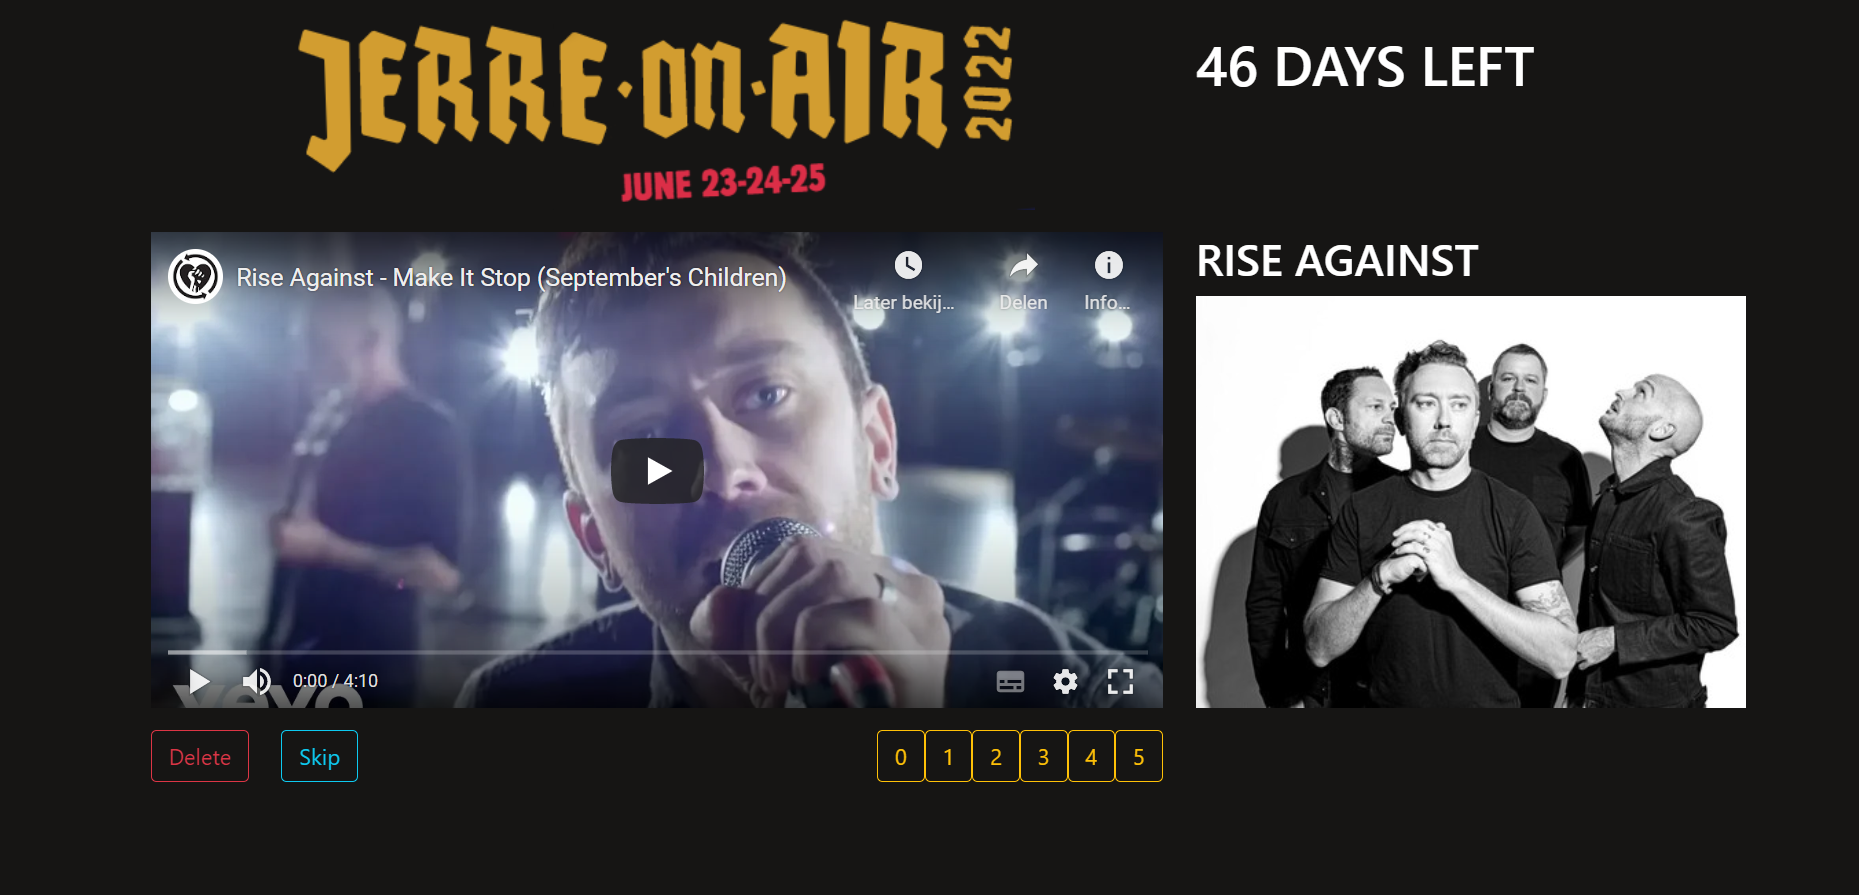 JERRE·on·AIR 2022
JUNE 23-24-25
46 DAYS LEFT
Rise Against - Make It Stop (September's Children)
Later bekij...
Delen
Info...
RISE AGAINST
0:00 / 4:10
vevo
Delete
Skip
0
1
2
3
4
5